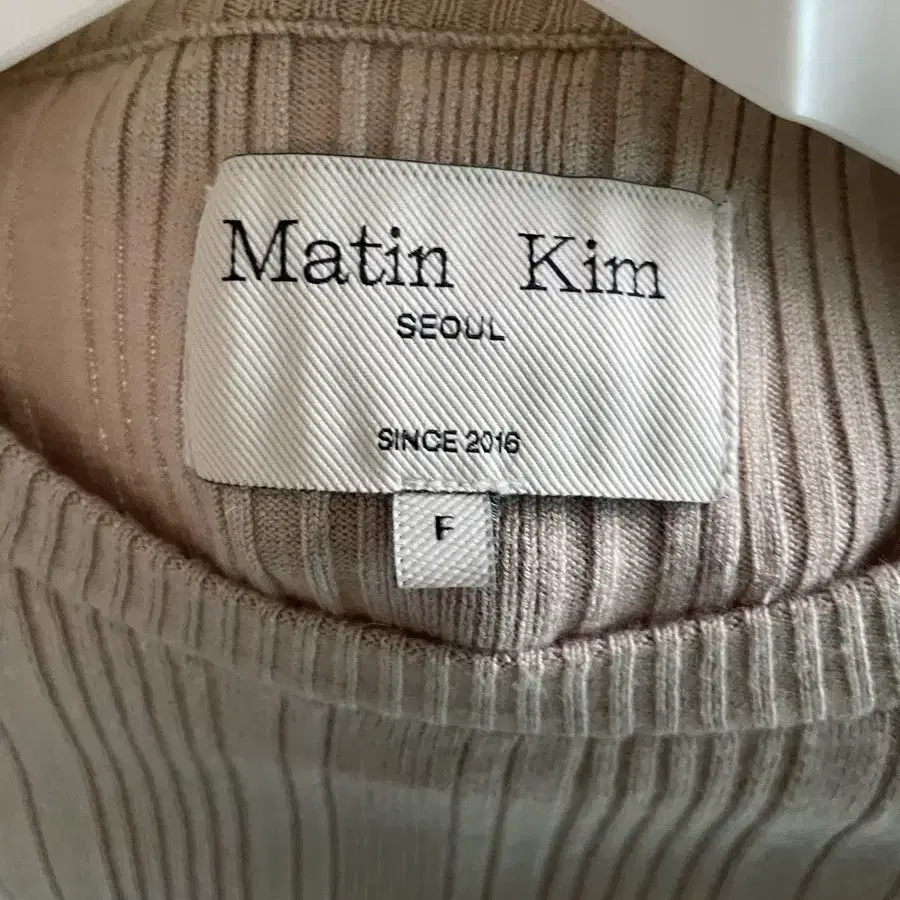 Matin Kim
SEOUL
SINCE 2016
F